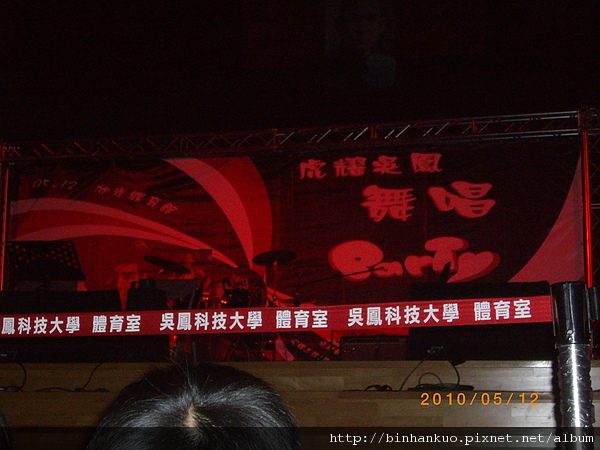 虎耀吳鳳
舞唱
Party
鳳科技大學 體育室 吳鳳科技大學 體育室 吳鳳科技大學 體育室
2010/05/12
http://binhankuo.pixnet.net/album